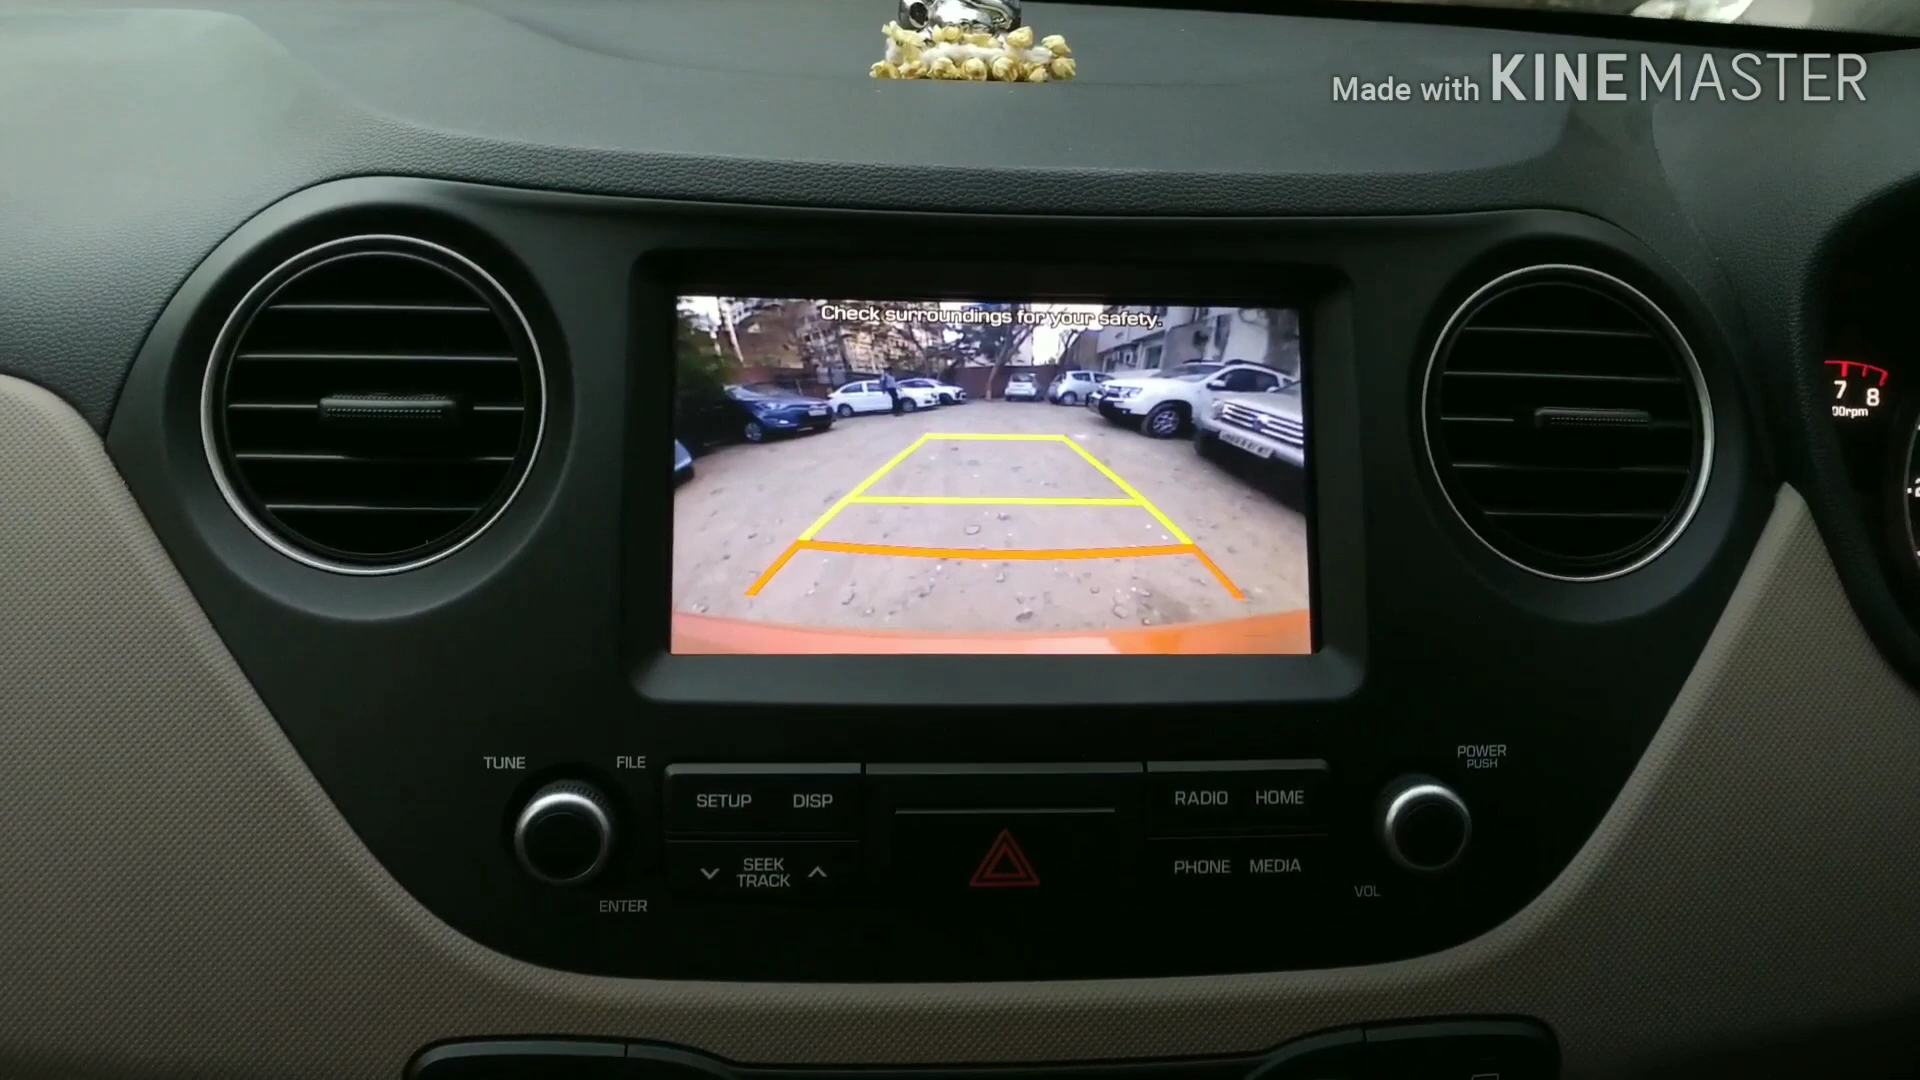 Made with KINEMASTER
Check surroundings for your safety.
7 8
00rpm
TUNE
FILE
POWER
PUSH
SETUP DISP
RADIO HOME
SEEK
TRACK
PHONE MEDIA
ENTER
VOL